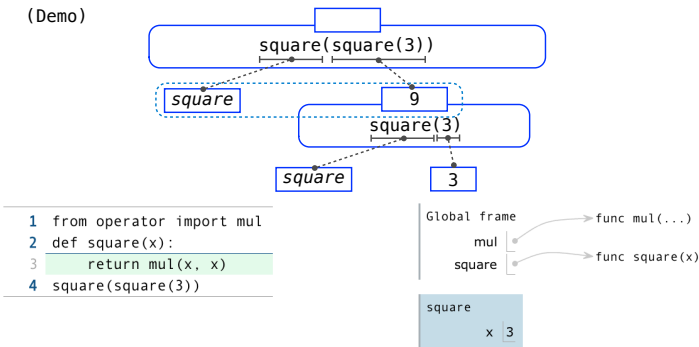 (Demo)
square(square(3))
square
9
square(3)
square
3
1 from operator import mul
2 def square(x):
3 return mul(x, x)
4 square(square(3))
Global frame
mul
func mul(...)
square
func square(x)
square
x 3